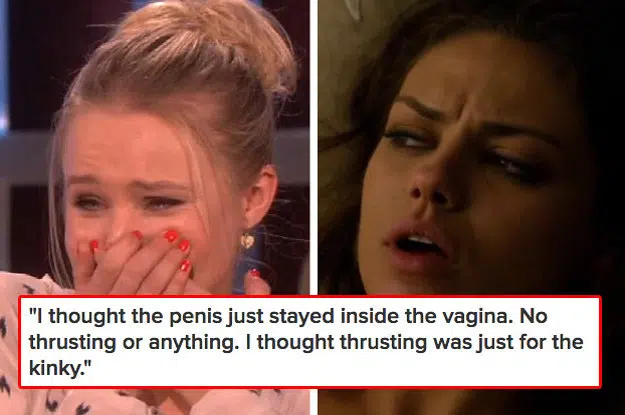 "I thought the penis just stayed inside the vagina. No
thrusting or anything. I thought thrusting was just for the
kinky."